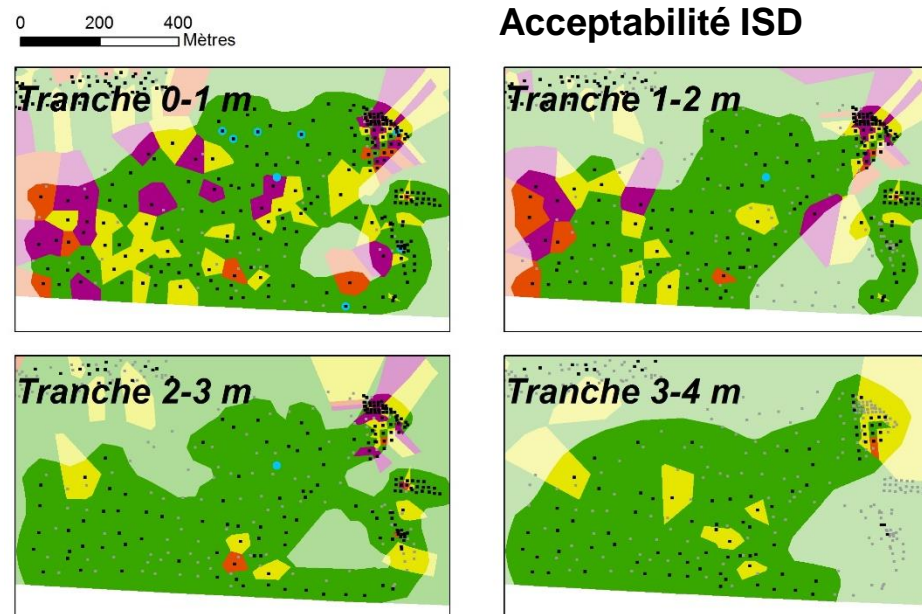 0 200 400
Mètres
Acceptabilité ISD
Tranche 0-1 m
Tranche 1-2 m
Tranche 2-3 m
Tranche 3-4 m